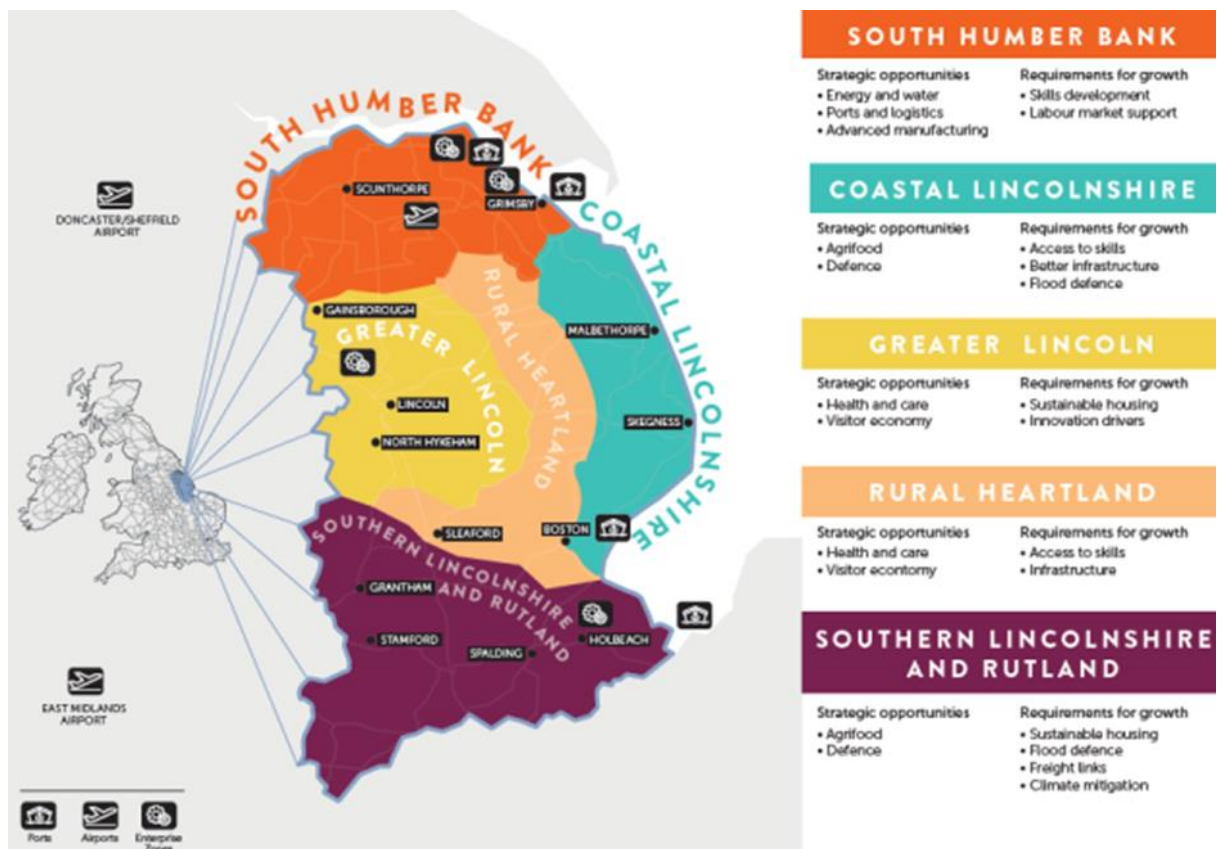 SOUTH HUMBER BANK
COASTAL LINCOLNSHIRE
GREATER LINCOLN
RURAL HEARTLAND
SOUTHERN LINCOLNSHIRE
AND RUTLAND
DONCASTER/SHEFFIELD
AIRPORT
SCUNTHORPE
GRIMSBY
GAINSBOROUGH
MALBETHORPE
LINCOLN
SKEGNESS
NORTH HYKEHAM
SLEAFORD
BOSTON
GRANTHAM
STAMFORD
SPALDING
HOLBEACH
EAST MIDLANDS
AIRPORT
Ports
Airports
Enterprise
Zones
SOUTH HUMBER BANK
Strategic opportunities
• Energy and water
• Ports and logistics
• Advanced manufacturing
Requirements for growth
• Skills development
• Labour market support
COASTAL LINCOLNSHIRE
Strategic opportunities
• Agrifood
• Defence
Requirements for growth
• Access to skills
• Better infrastructure
• Flood defence
GREATER LINCOLN
Strategic opportunities
• Health and care
• Visitor economy
Requirements for growth
• Sustainable housing
• Innovation drivers
RURAL HEARTLAND
Strategic opportunities
• Health and care
• Visitor econtomy
Requirements for growth
• Access to skills
• Infrastructure
SOUTHERN LINCOLNSHIRE
AND RUTLAND
Strategic opportunities
• Agrifood
• Defence
Requirements for growth
• Sustainable housing
• Flood defence
• Freight links
• Climate mitigation